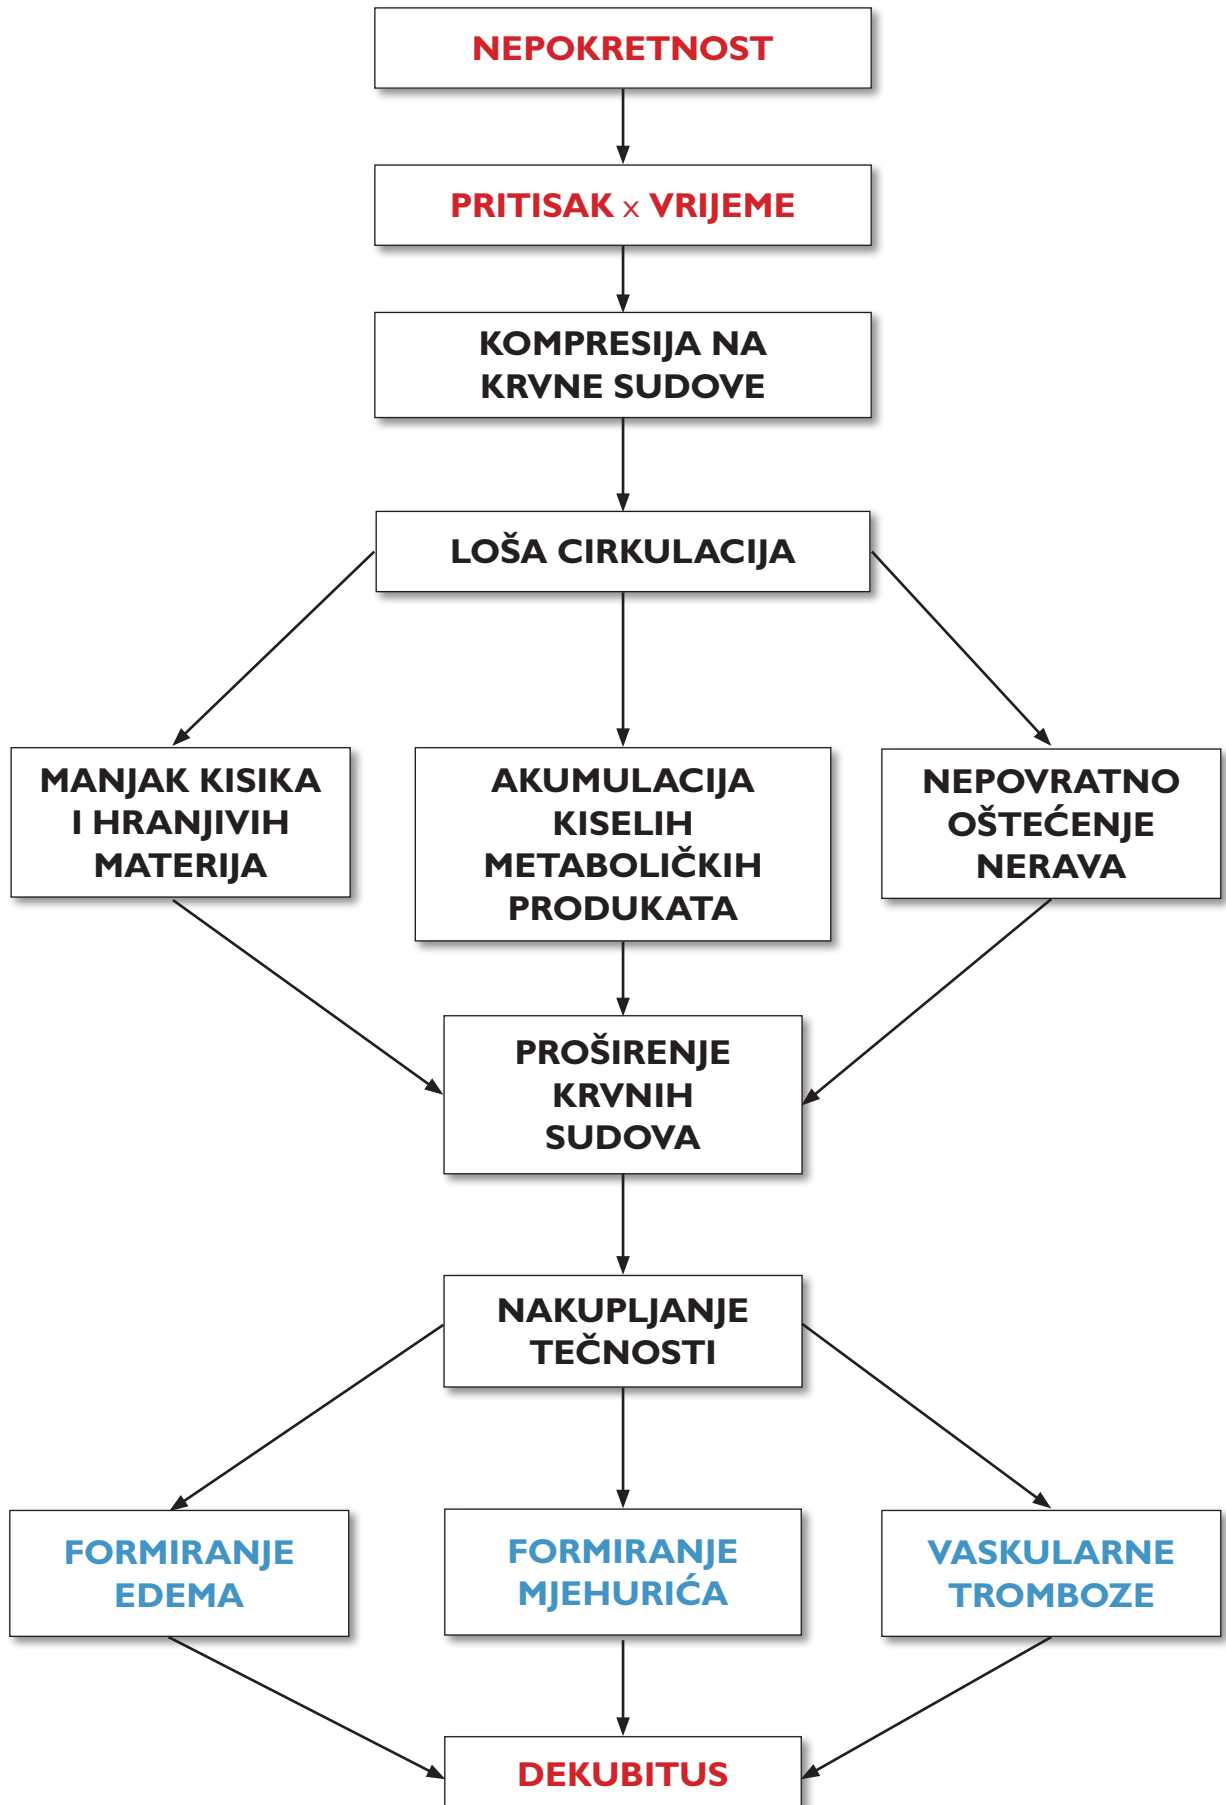 NEPOKRETNOST
PRITISAK x VRIJEME
KOMPRESIJA NA
KRVNE SUDOVE
LOŠA CIRKULACIJA
MANJAK KISIKA
I HRANJIVIH
MATERIJA
AKUMULACIJA
KISELIH
METABOLIČKIH
PRODUKATA
NEPOVRATNO
OŠTEĆENJE
NERAVA
PROŠIRENJE
KRVNIH
SUDOVA
NAKUPLJANJE
TEČNOSTI
FORMIRANJE
EDEMA
FORMIRANJE
MJEHURIĆA
VASKULARNE
TROMBOZE
DEKUBITUS